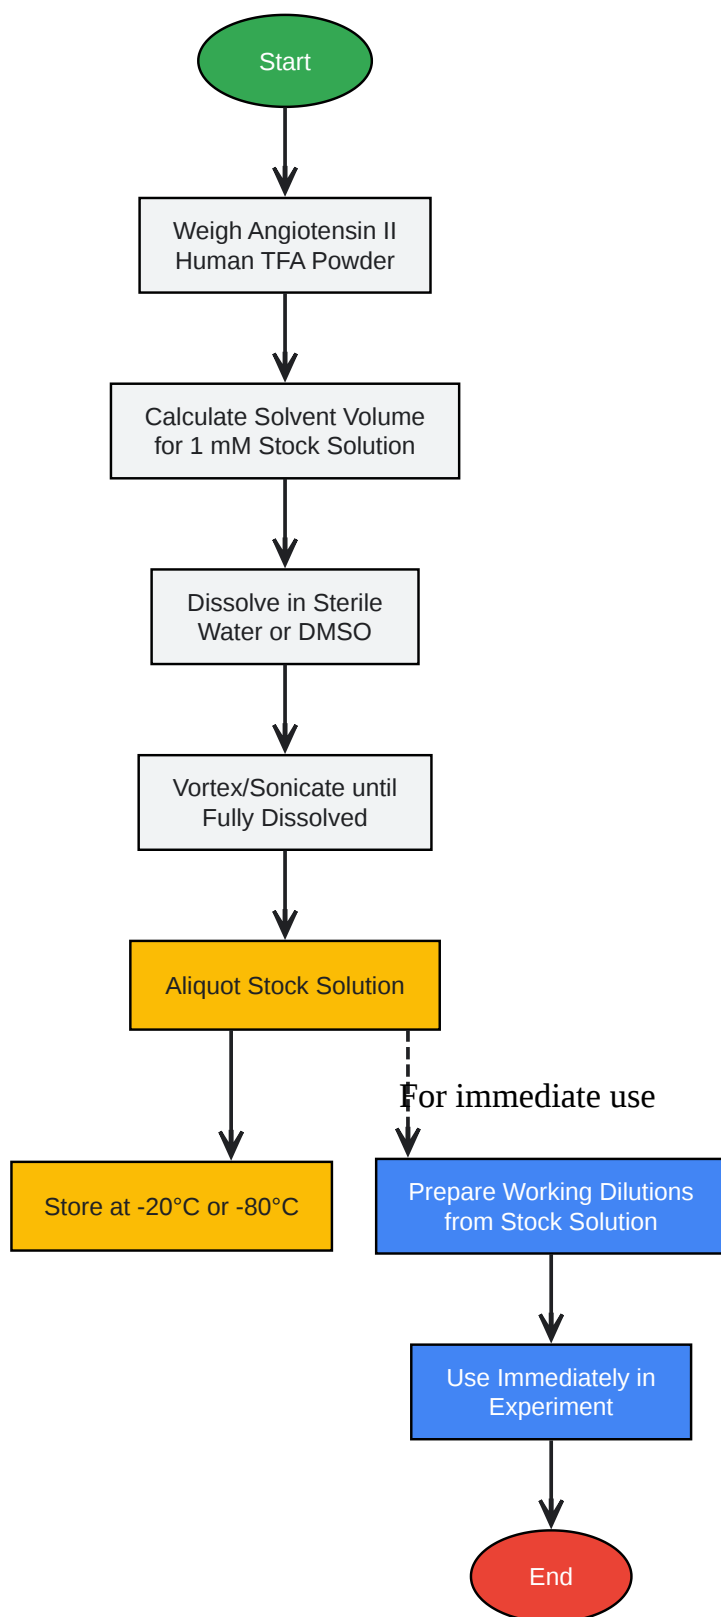 Start
Weigh Angiotensin II
Human TFA Powder
Calculate Solvent Volume
for 1 mM Stock Solution
Dissolve in Sterile
Water or DMSO
Vortex/Sonicate until
Fully Dissolved
Aliquot Stock Solution
For immediate use
Store at -20°C or -80°C
Prepare Working Dilutions
from Stock Solution
Use Immediately in
Experiment
End